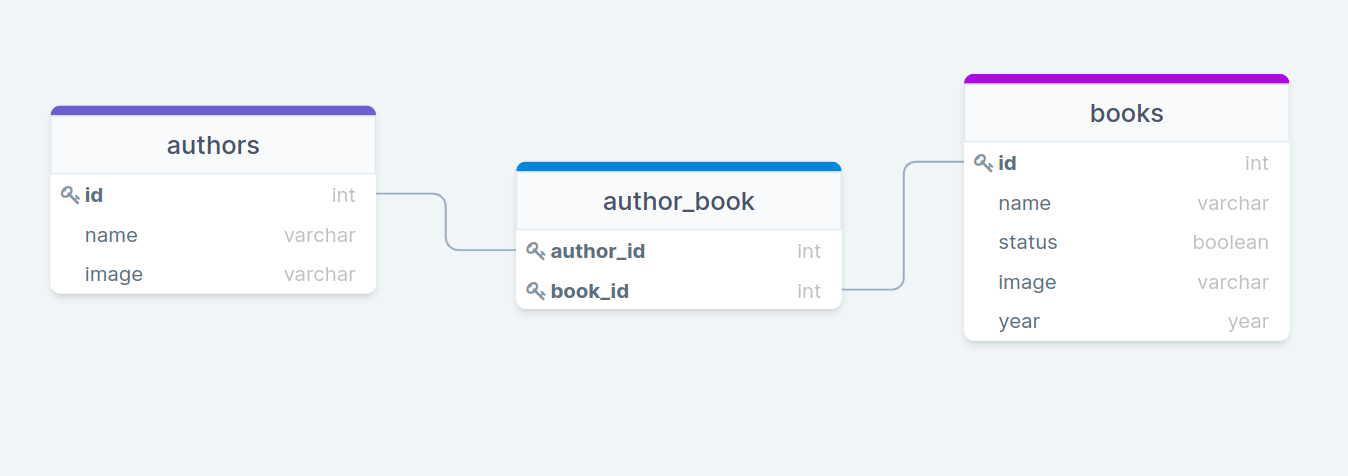 authors
id int
name varchar
image varchar
author_book
author_id int
book_id int
books
id int
name varchar
status boolean
image varchar
year year